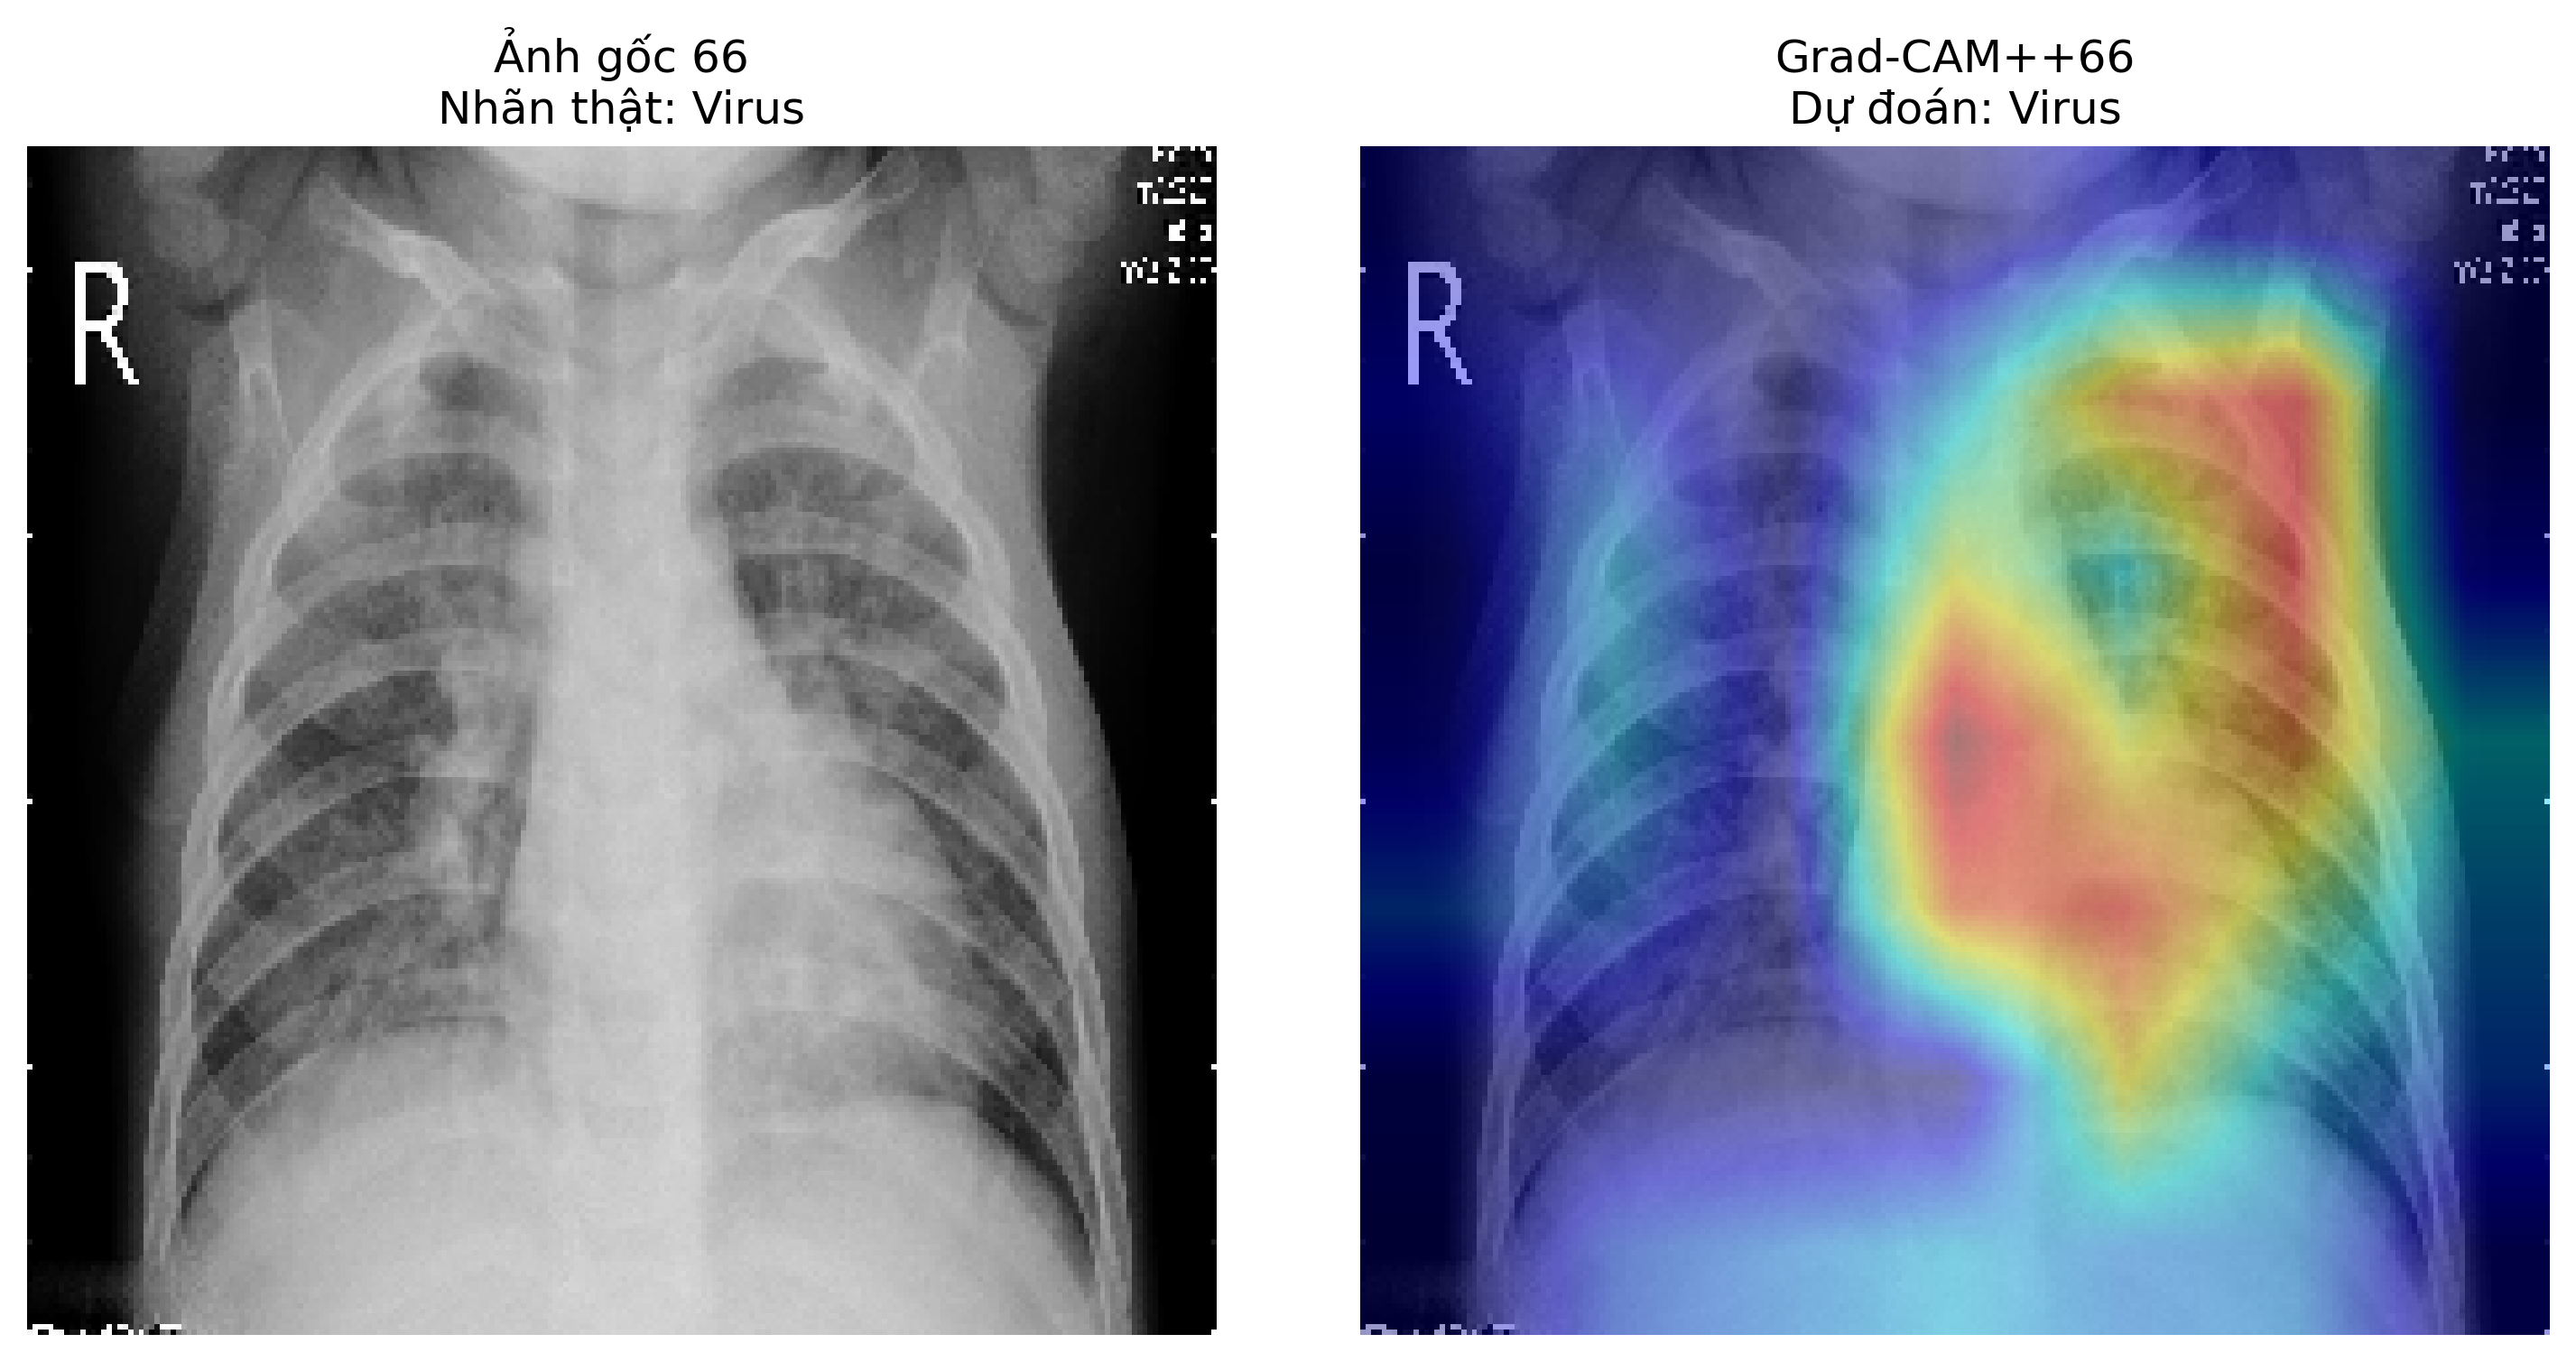 Ảnh gốc 66
Nhãn thật: Virus
R
Grad-CAM++66
Dự đoán: Virus
R